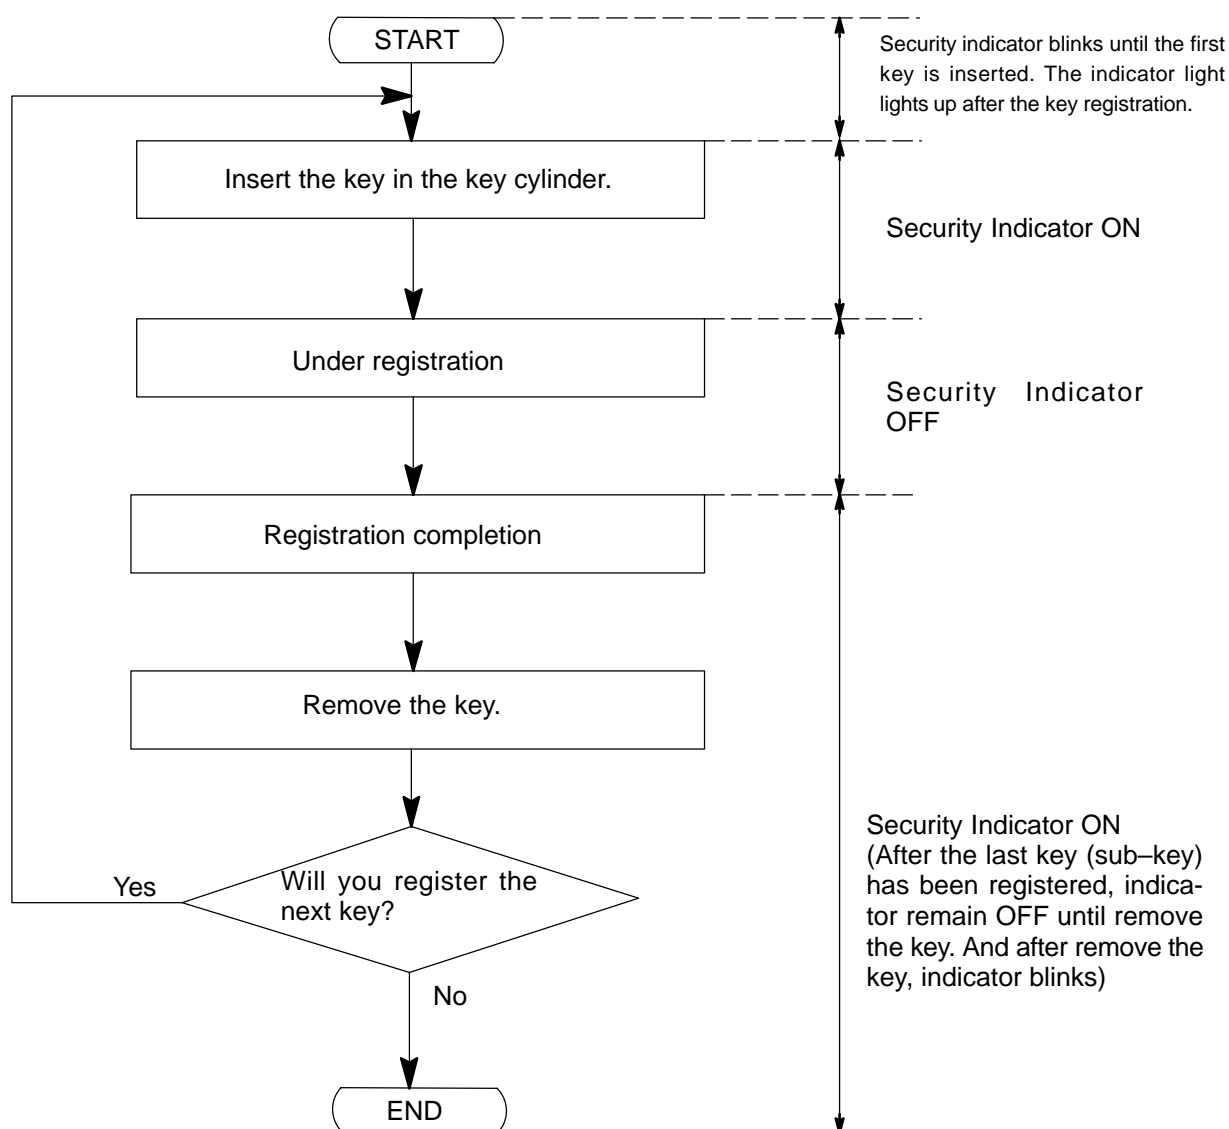 START
Security indicator blinks until the first
key is inserted. The indicator light
lights up after the key registration.
Insert the key in the key cylinder.
Security Indicator ON
Under registration
Security Indicator
OFF
Registration completion
Remove the key.
Will you register the
next key?
Yes
No
Security Indicator ON
(After the last key (sub–key)
has been registered, indica-
tor remain OFF until remove
the key. And after remove the
key, indicator blinks)
END